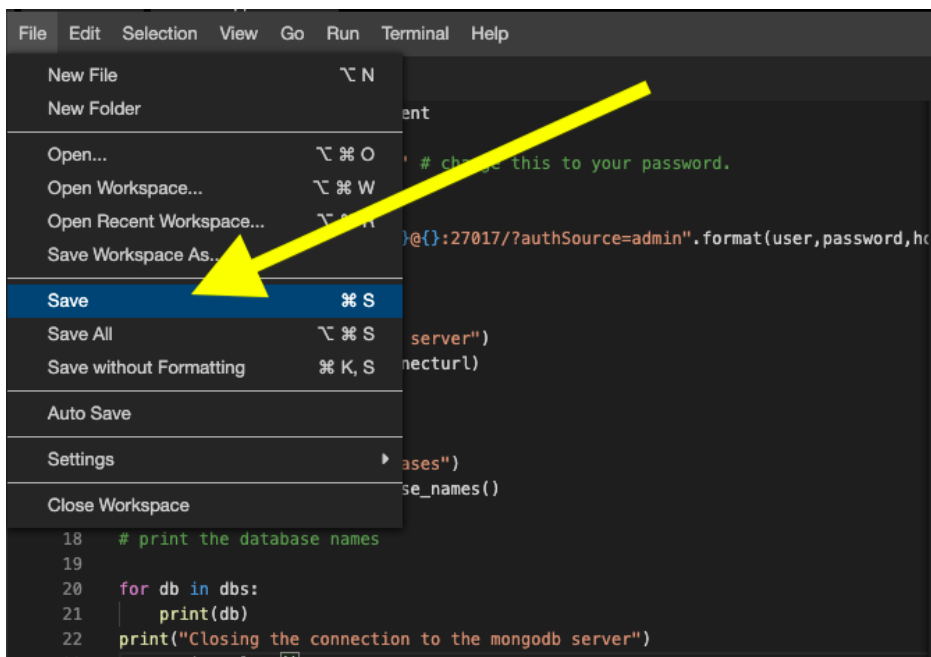 File Edit Selection View Go Run Terminal Help
New File ⌥ N
New Folder
ent
Open... ⌥ ⌘ O
' # change this to your password.
Open Workspace... ⌥ ⌘ W
Open Recent Workspace...
}@{}:27017/?authSource=admin".format(user,password,ho
Save Workspace As...
Save ⌘ S
Save All ⌥ ⌘ S
server")
Save without Formatting ⌘ K, S
necturl)
Auto Save
Settings
ases")
se_names()
Close Workspace
18 # print the database names
19
20 for db in dbs:
21 print(db)
22 print("Closing the connection to the mongodb server")